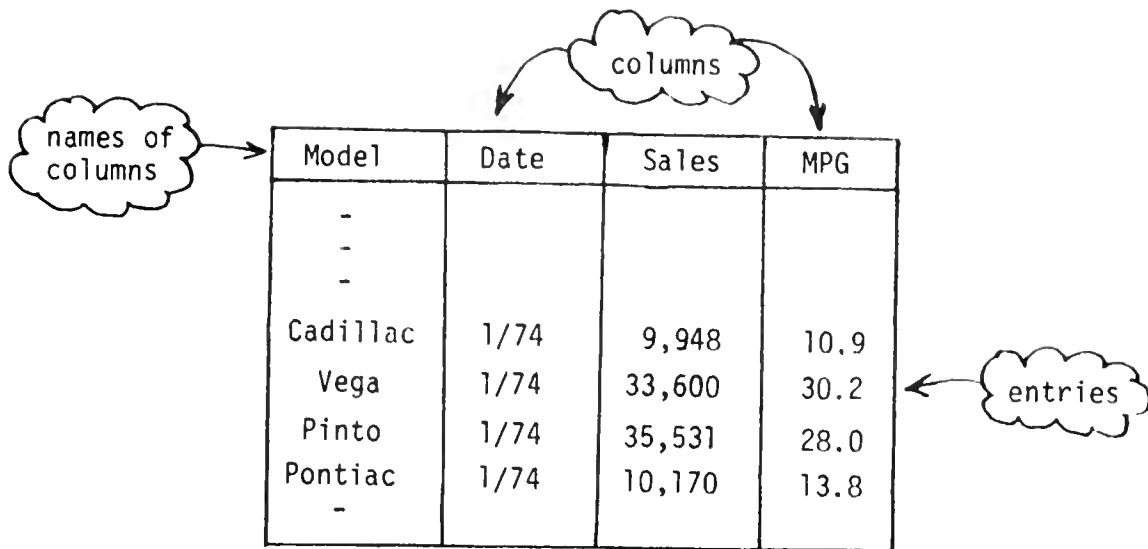 columns
names of
columns
Model Date Sales MPG
-
-
-
Cadillac 1/74 9,948 10.9
Vega 1/74 33,600 30.2
entries
Pinto 1/74 35,531 28.0
Pontiac 1/74 10,170 13.8
-